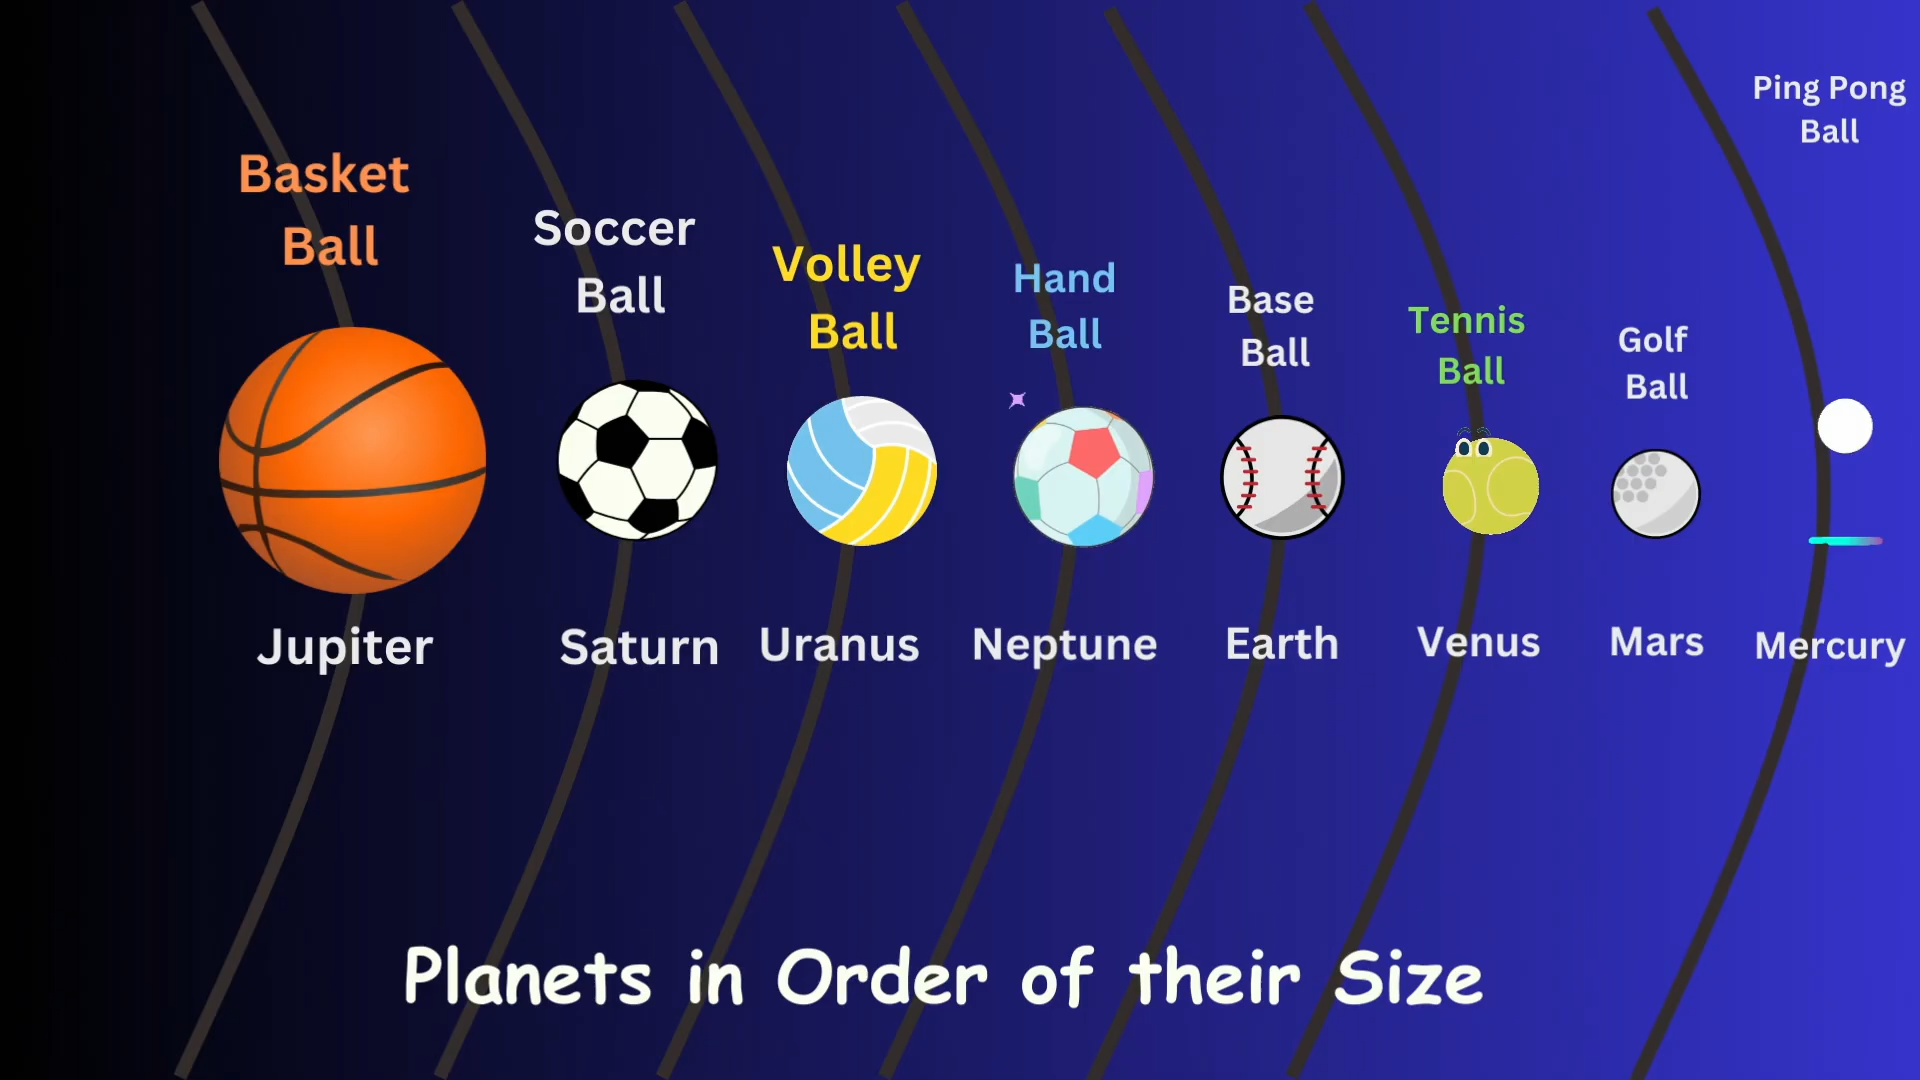 Basket
Ball
Soccer
Ball
Volley
Ball
Hand
Ball
Base
Ball
Tennis
Ball
Golf
Ball
Ping Pong
Ball
Jupiter
Saturn
Uranus
Neptune
Earth
Venus
Mars
Mercury
Planets in Order of their Size